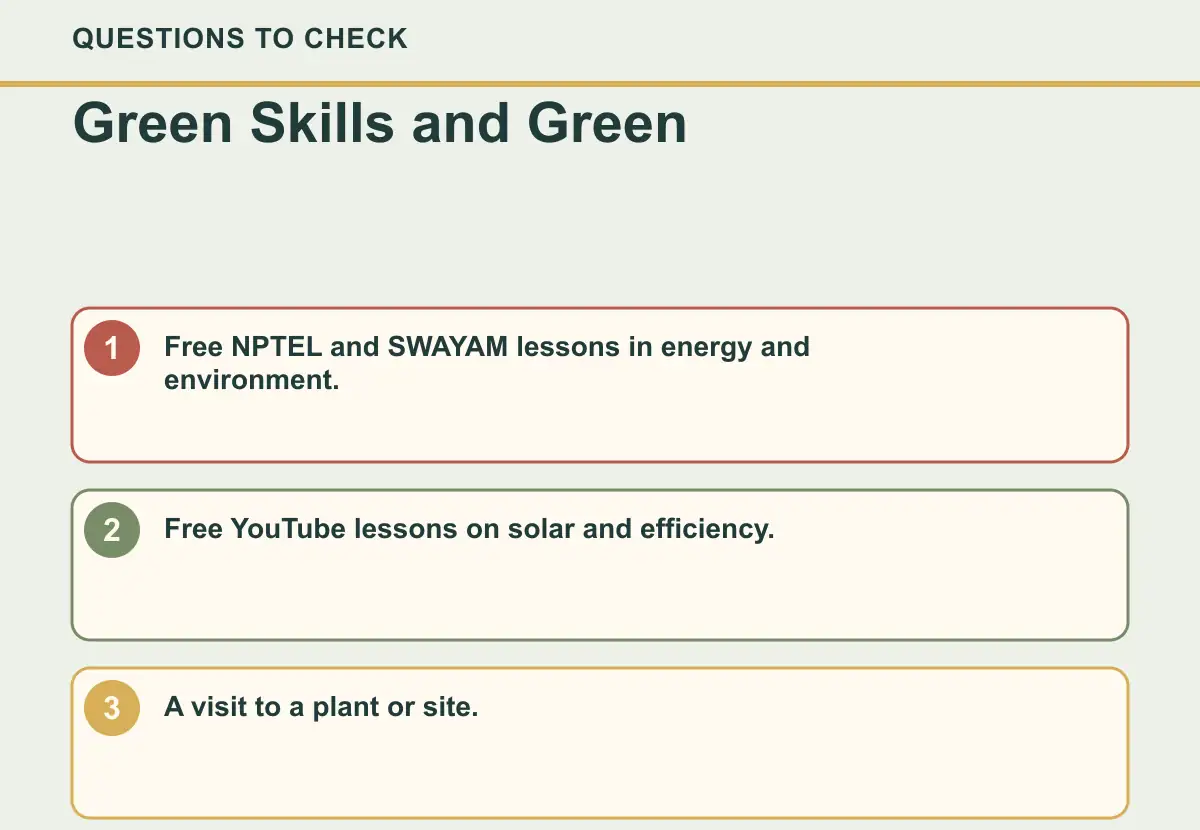 QUESTIONS TO CHECK
Green Skills and Green
1
Free NPTEL and SWAYAM lessons in energy and
environment.
2
Free YouTube lessons on solar and efficiency.
3
A visit to a plant or site.